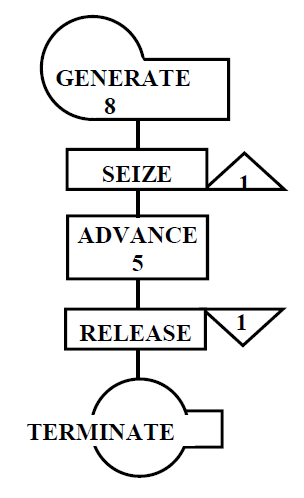 GENERATE
8
SEIZE
1
ADVANCE
5
RELEASE
1
TERMINATE